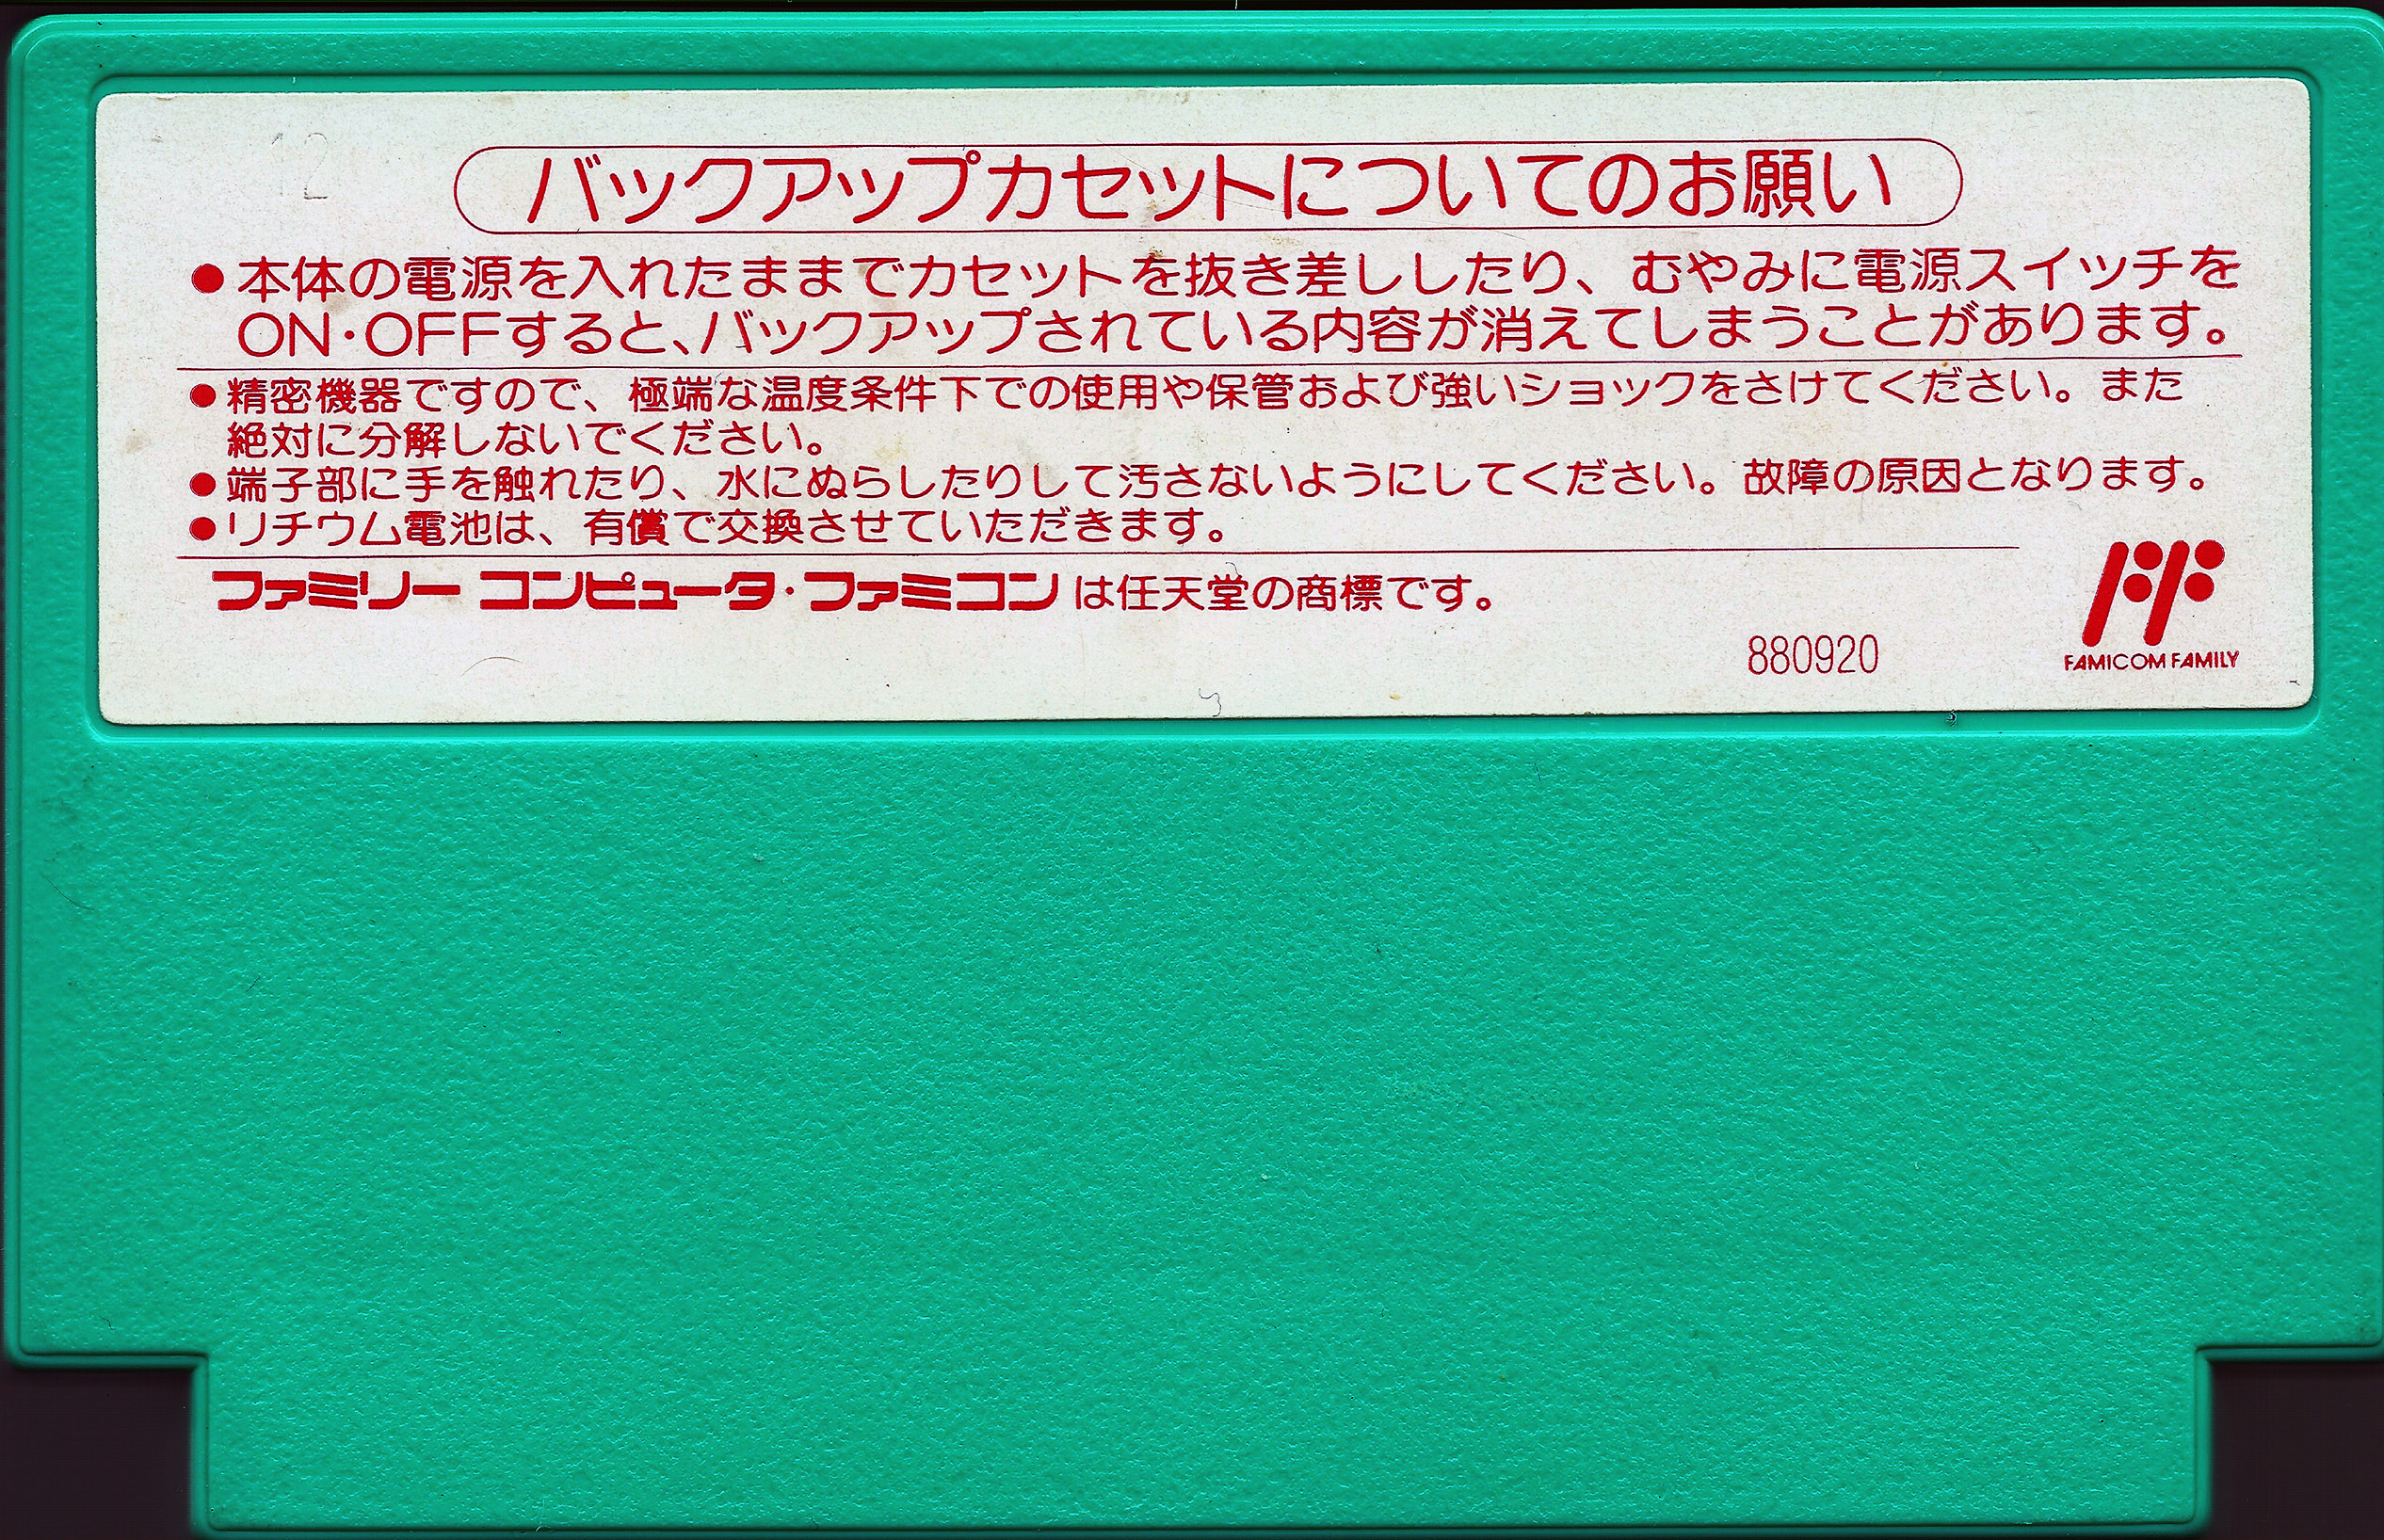 12
バックアップカセットについてのお願い
●本体の電源を入れたままでカセットを抜き差ししたり、むやみに電源スイッチを
ON・OFFすると、バックアップされている内容が消えてしまうことがあります。
●精密機器ですので、極端な温度条件下での使用や保管および強いショックをさけてください。また
絶対に分解しないでください。
●端子部に手を触れたり、水にぬらしたりして汚さないようにしてください。故障の原因となります。
●リチウム電池は、有償で交換させていただきます。
ファミリー コンピュータ・ファミコン は任天堂の商標です。
880920
FAMICOM FAMILY